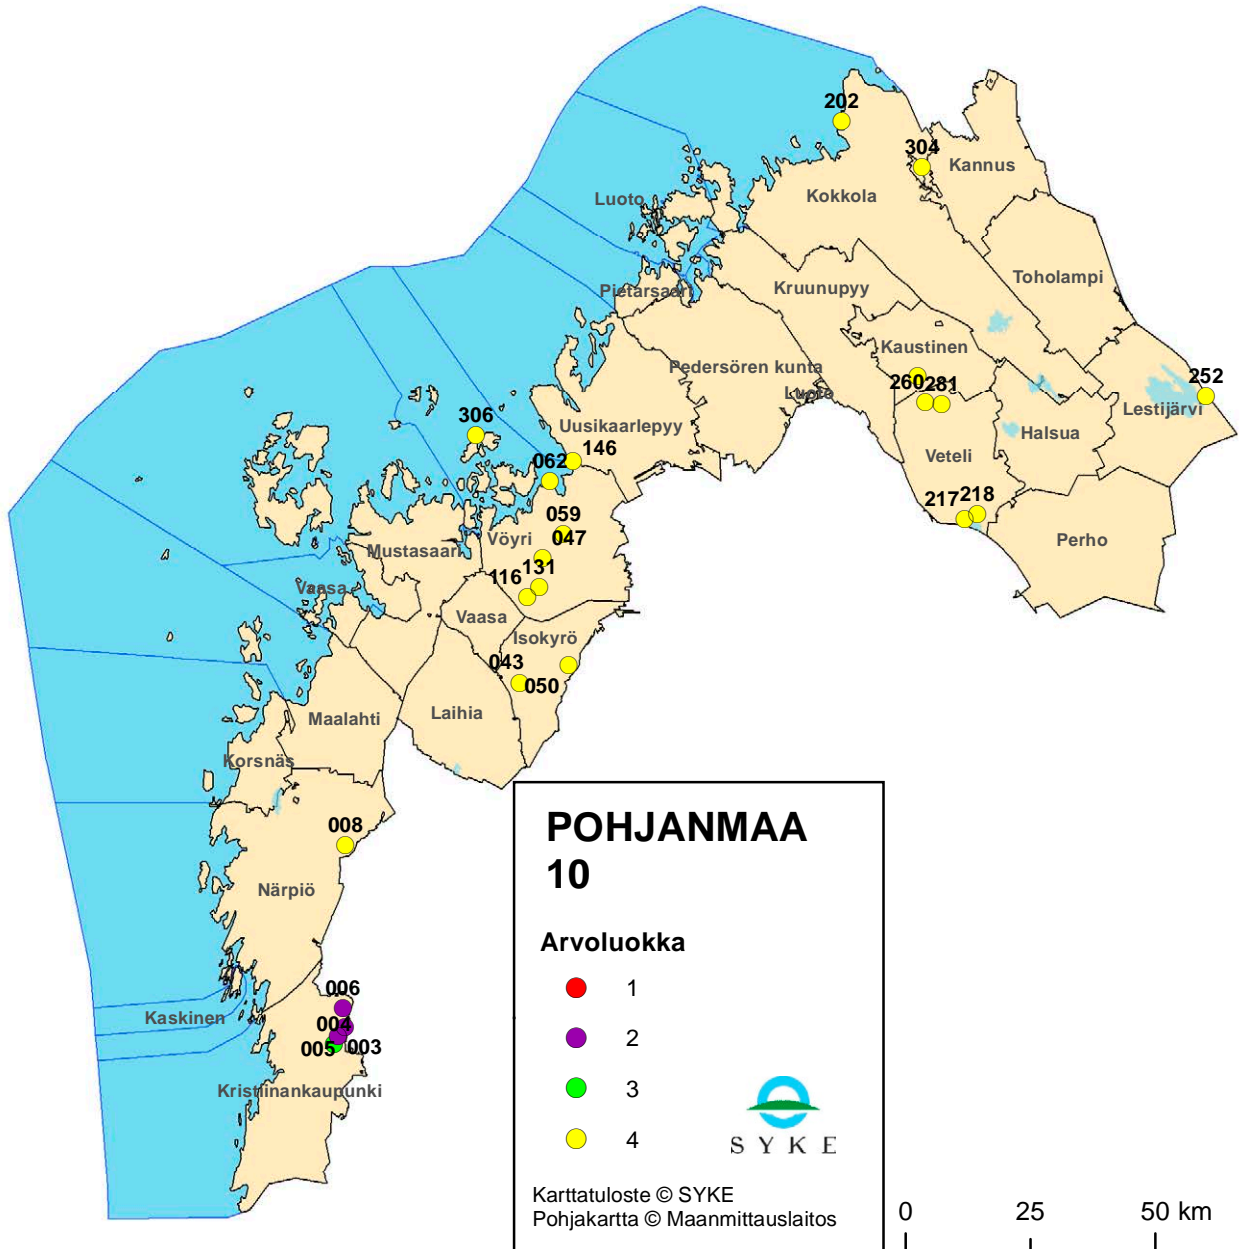 202
304
Kannus
Luoto
Kokkola
Toholampi
Kruunupyy
Pietarsaari
Kaustinen
Pedersören kunta
260 281
252
Luoto
Lestijärvi
306
Uusikaarlepyy
Halsua
146
062
Veteli
217 218
059
047
Vöyri
Mustasaari
Perho
116 131
Vaasa
Vaasa
Isokyrö
043
050
Laihia
Maalahti
Korsnäs
008
Närpiö
006
Kaskinen
004
005 003
Kristiinankaupunki
POHJANMAA
10
Arvoluokka
1
2
3
4
SYKE
Karttatuloste © SYKE
Pohjakartta © Maanmittauslaitos
0 25 50 km